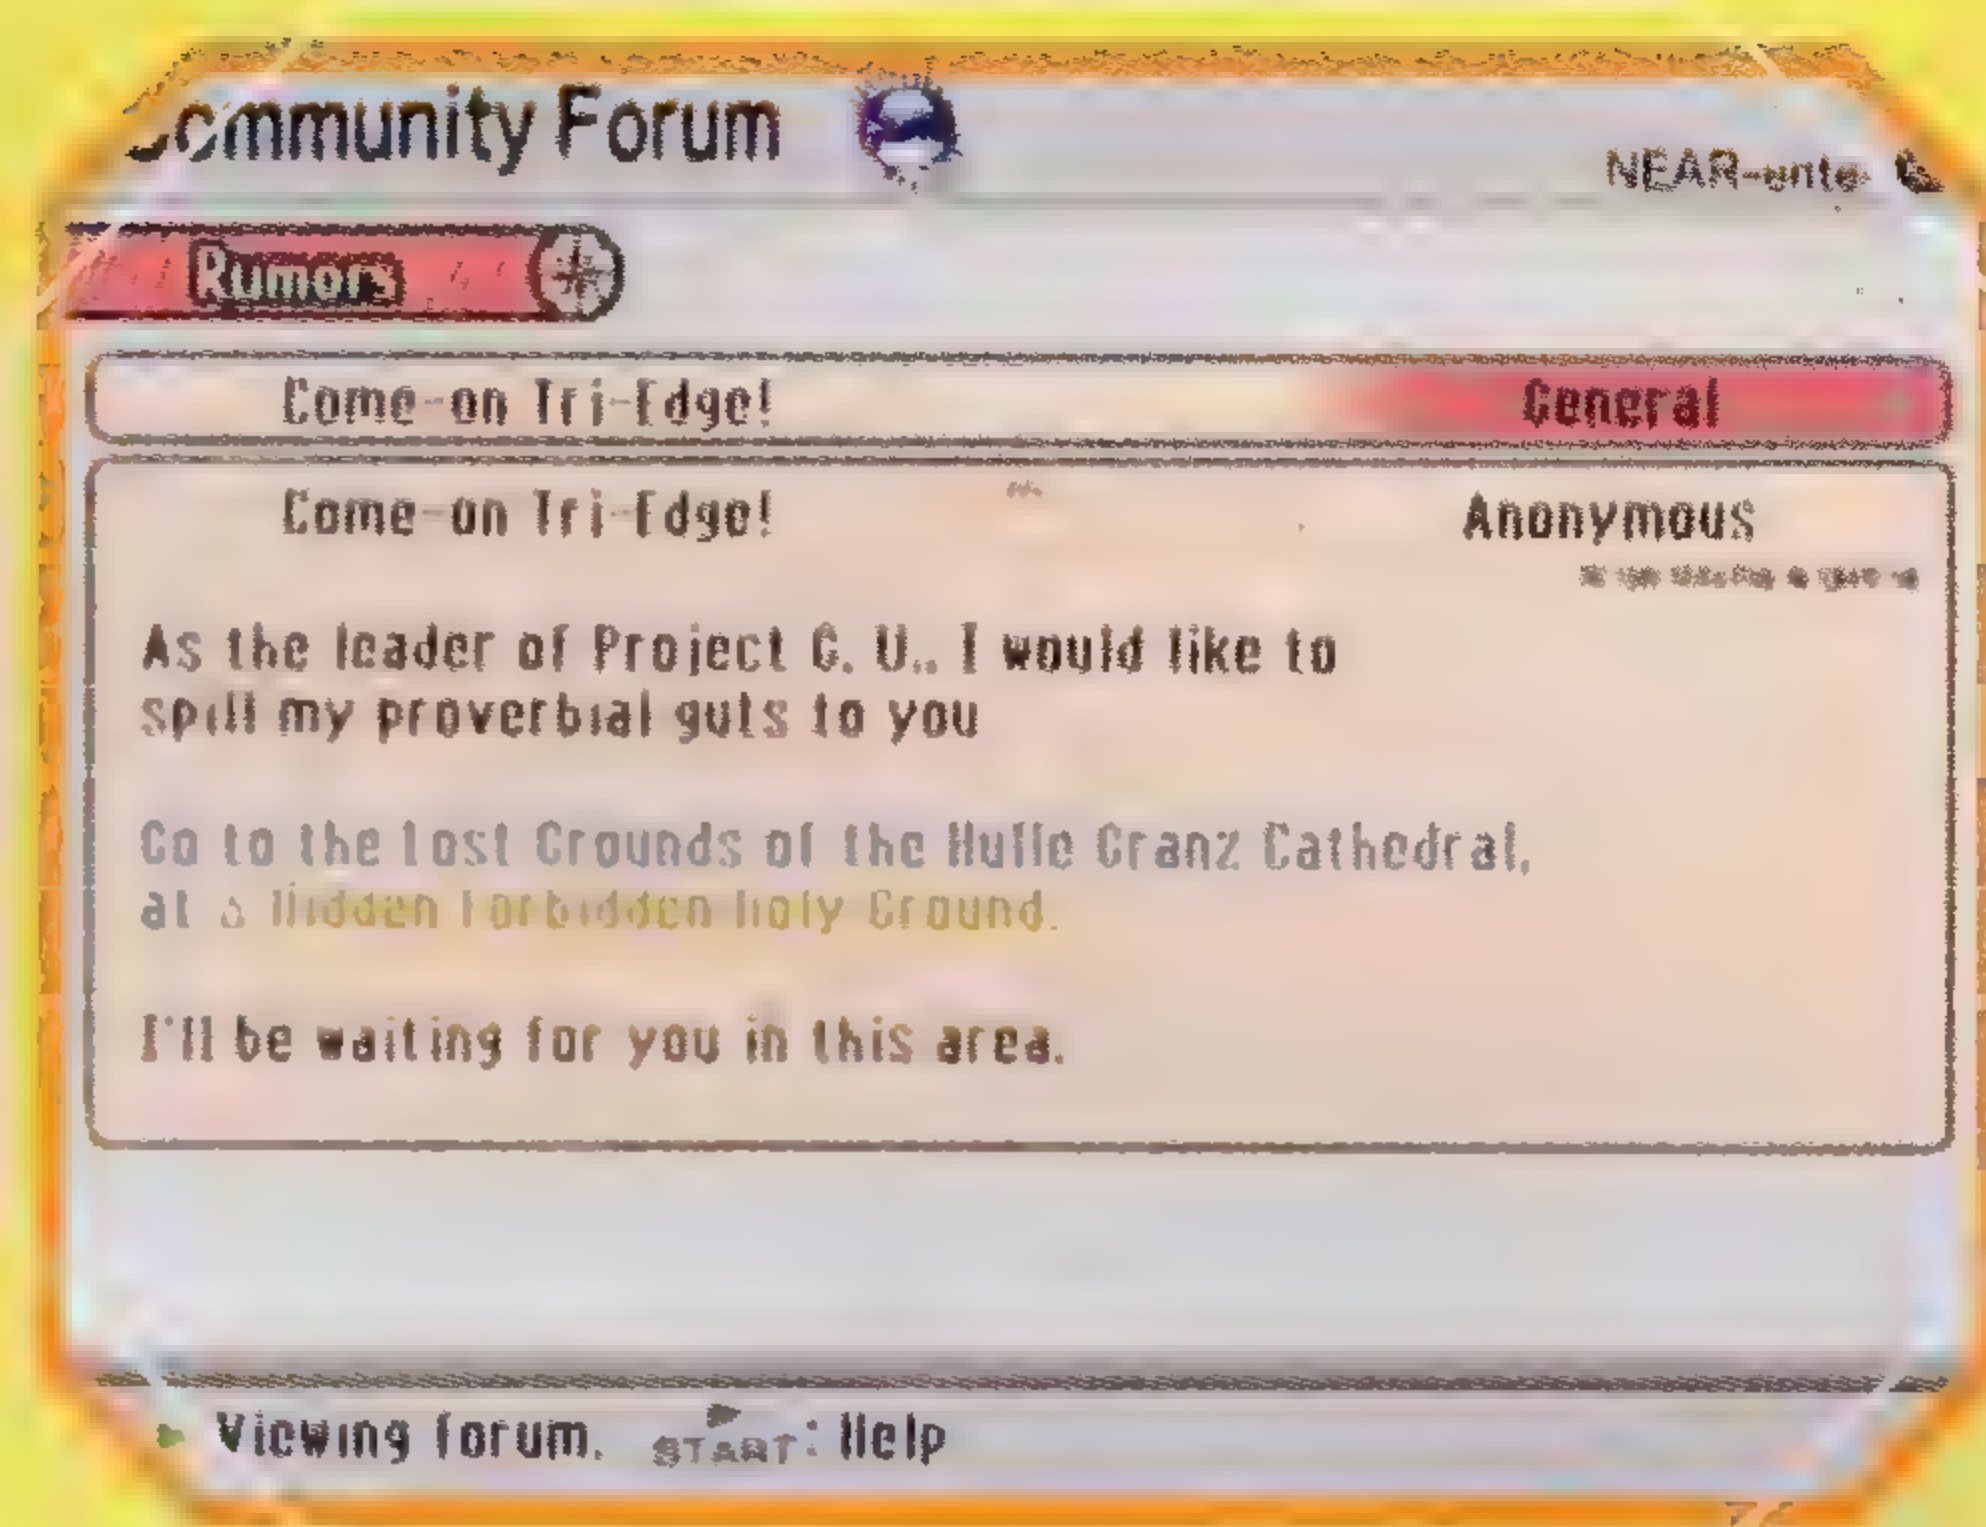 Community Forum
Rumors
Come-on Tri-Edge!
General
Come-on Tri-Edge!
Anonymous
As the leader of Project G. U., I would like to
spill my proverbial guts to you
Go to the Lost Grounds of the Hulle Granz Cathedral,
at Δ Hidden Forbidden Holy Ground.
I'll be waiting for you in this area.
Viewing forum. START: Help